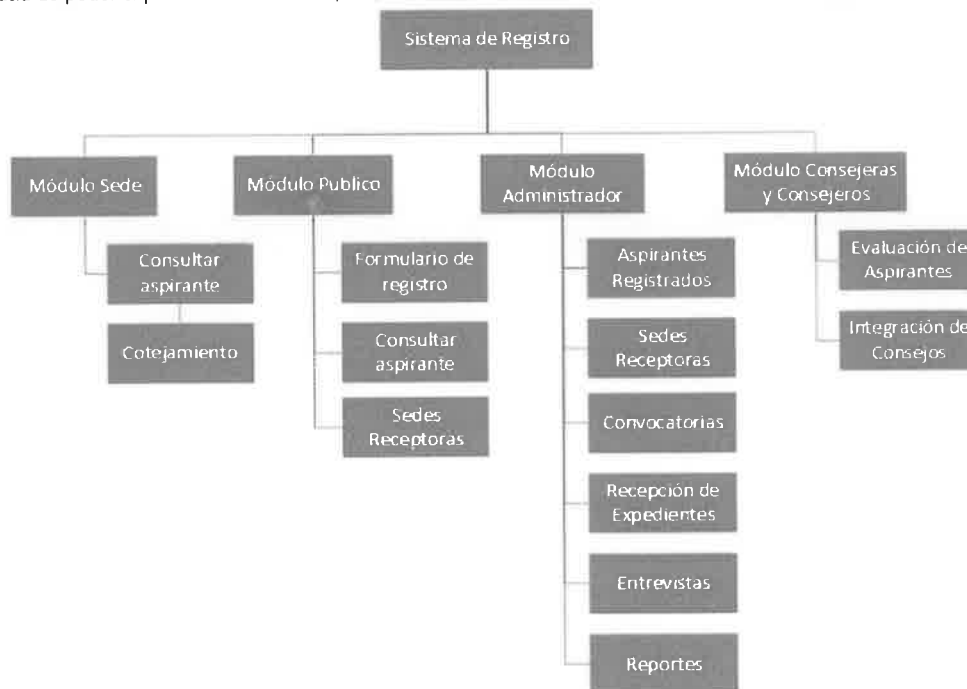 Sistema de Registro
Módulo Sede
Consultar
aspirante
Cotejamiento
Módulo Publico
Formulario de
registro
Consultar
aspirante
Sedes
Receptoras
Módulo
Administrador
Aspirantes
Registrados
Sedes
Receptoras
Convocatorias
Recepción de
Expedientes
Entrevistas
Reportes
Módulo Consejeras
y Consejeros
Evaluación de
Aspirantes
Integración de
Consejos